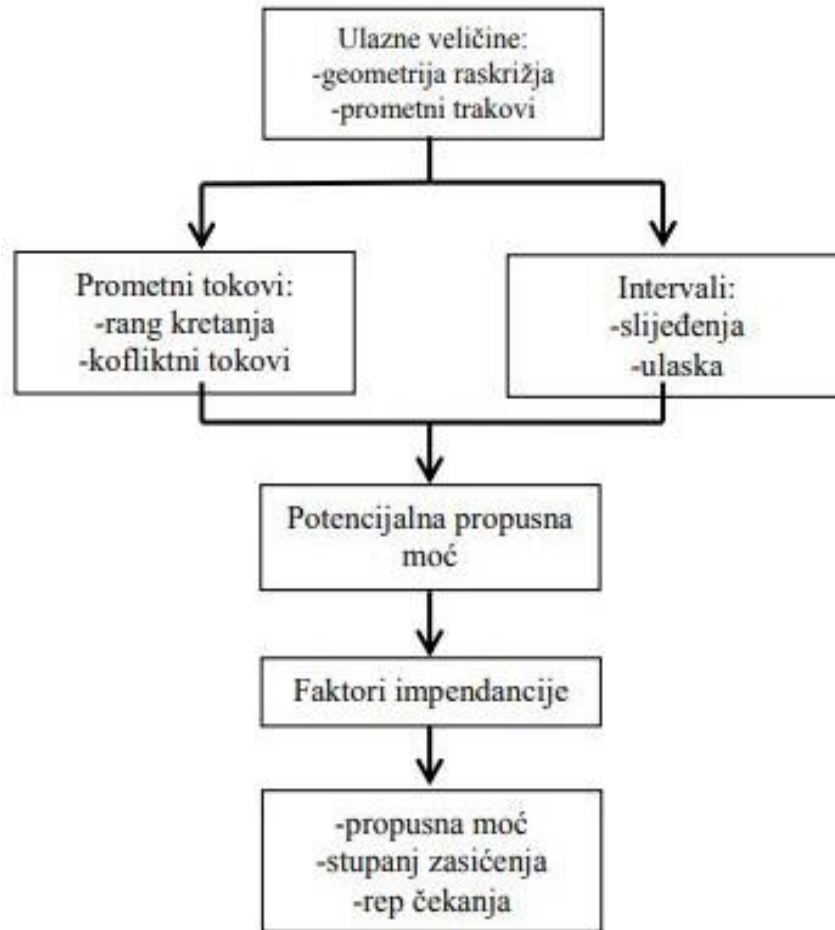 Ulazne veličine:
-geometrija raskrižja
-prometni trakovi
Prometni tokovi:
-rang kretanja
-kofliktni tokovi
Intervali:
-slijeđenja
-ulaska
Potencijalna propusna
moć
Faktori impendancije
-propusna moć
-stupanj zasićenja
-rep čekanja